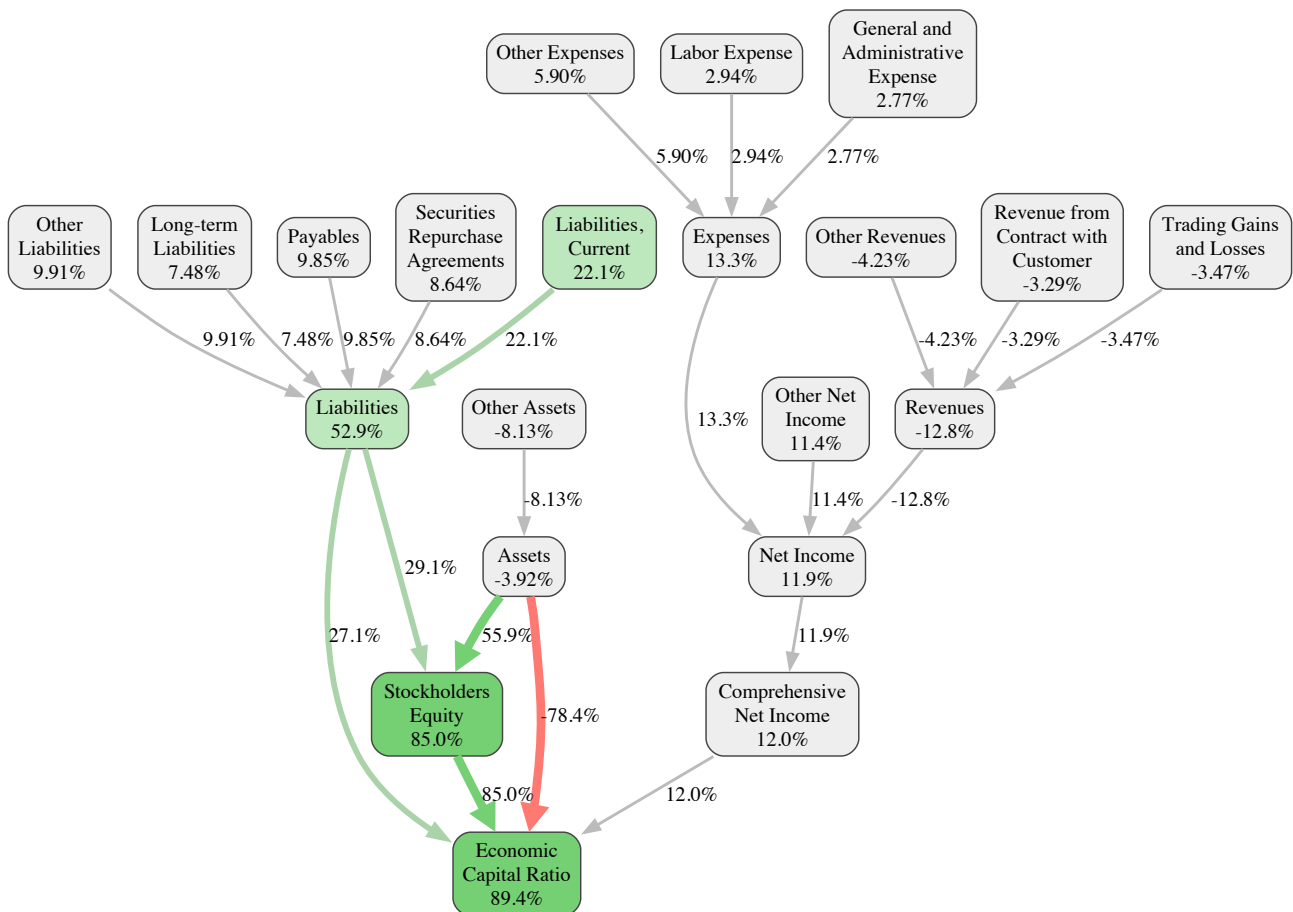 General and
Administrative
Expense
2.77%
Other Expenses
5.90%
Labor Expense
2.94%
5.90%
2.94%
2.77%
Other
Liabilities
9.91%
Long-term
Liabilities
7.48%
Payables
9.85%
Securities
Repurchase
Agreements
8.64%
Liabilities,
Current
22.1%
Expenses
13.3%
Other Revenues
-4.23%
Revenue from
Contract with
Customer
-3.29%
Trading Gains
and Losses
-3.47%
9.91%
7.48%
9.85%
8.64%
22.1%
-4.23%
-3.29%
-3.47%
Liabilities
52.9%
Other Assets
-8.13%
13.3%
Other Net
Income
11.4%
Revenues
-12.8%
-8.13%
11.4%
-12.8%
29.1%
Assets
-3.92%
Net Income
11.9%
27.1%
55.9%
11.9%
Stockholders
Equity
85.0%
-78.4%
Comprehensive
Net Income
12.0%
85.0%
12.0%
Economic
Capital Ratio
89.4%